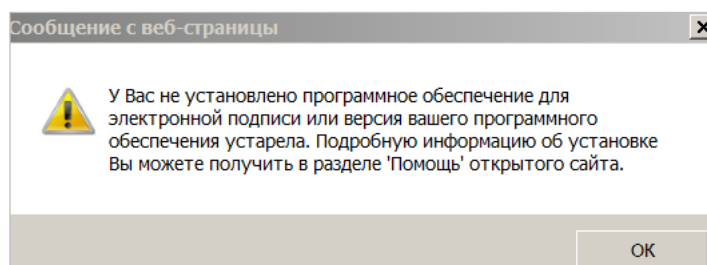 Сообщение с веб-страницы
У Вас не установлено программное обеспечение для
электронной подписи или версия вашего программного
обеспечения устарела. Подробную информацию об установке
Вы можете получить в разделе 'Помощь' открытого сайта.
ОК